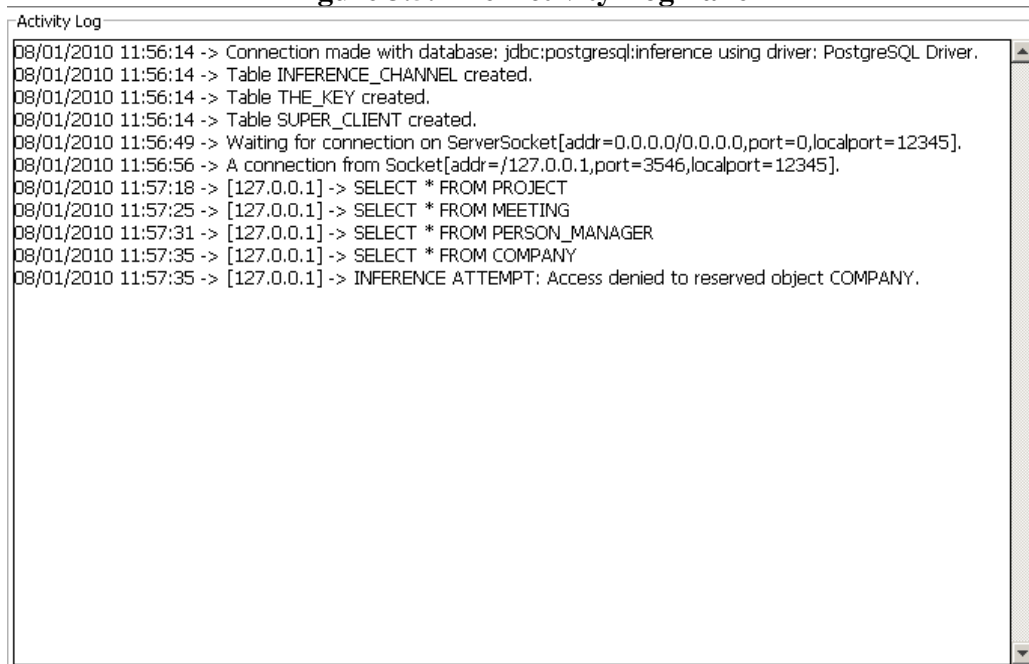 Activity Log
08/01/2010 11:56:14 -> Connection made with database: jdbc:postgresql:inference using driver: PostgreSQL Driver.
08/01/2010 11:56:14 -> Table INFERENCE_CHANNEL created.
08/01/2010 11:56:14 -> Table THE_KEY created.
08/01/2010 11:56:14 -> Table SUPER_CLIENT created.
08/01/2010 11:56:49 -> Waiting for connection on ServerSocket[addr=0.0.0.0/0.0.0.0,port=0,localport=12345].
08/01/2010 11:56:56 -> A connection from Socket[addr=/127.0.0.1,port=3546,localport=12345].
08/01/2010 11:57:18 -> [127.0.0.1] -> SELECT * FROM PROJECT
08/01/2010 11:57:25 -> [127.0.0.1] -> SELECT * FROM MEETING
08/01/2010 11:57:31 -> [127.0.0.1] -> SELECT * FROM PERSON_MANAGER
08/01/2010 11:57:35 -> [127.0.0.1] -> SELECT * FROM COMPANY
08/01/2010 11:57:35 -> [127.0.0.1] -> INFERENCE ATTEMPT: Access denied to reserved object COMPANY.